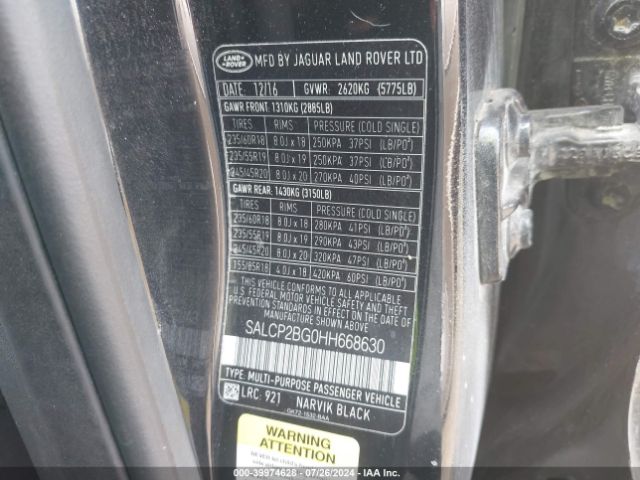 LAND ROVER MFD BY JAGUAR LAND ROVER LTD
DATE: 12/16 GVWR: 2620KG (5775LB)
GAWR FRONT: 1310KG (2885LB)
TIRES RIMS PRESSURE (COLD SINGLE)
235/60R18 8.0J x 18 250KPA 37PSI (LB/PO²)
235/55R19 8.0J x 19 250KPA 37PSI (LB/PO²)
245/45R20 8.0J x 20 270KPA 40PSI (LB/PO²)
GAWR REAR: 1430KG (3150LB)
TIRES RIMS PRESSURE (COLD SINGLE)
235/60R18 8.0J x 18 280KPA 41PSI (LB/PO²)
235/55R19 8.0J x 19 290KPA 43PSI (LB/PO²)
245/45R20 8.0J x 20 320KPA 47PSI (LB/PO²)
155/85R18 4.0J x 18 420KPA 60PSI (LB/PO²)
THIS VEHICLE CONFORMS TO ALL APPLICABLE
U.S FEDERAL MOTOR VEHICLE SAFETY AND THEFT
PREVENTION STANDARDS IN EFFECT ON THE DATE OF
MANUFACTURE SHOWN ABOVE
SALCP2BG0HH668630
TYPE: MULTI-PURPOSE PASSENGER VEHICLE
LRC: 921 NARVIK BLACK
GK72-1532-BAA
WARNING
ATTENTION
00-39974628 - 07/26/2024 - IAA Inc.